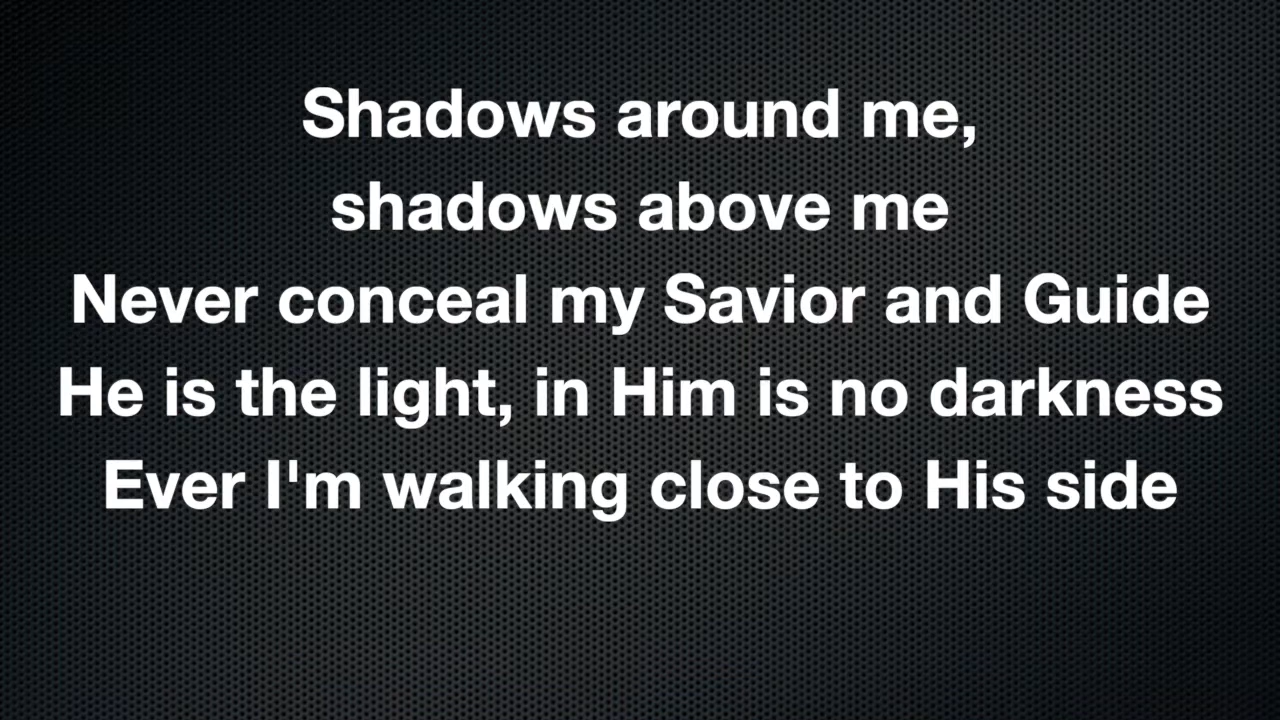 Shadows around me,
shadows above me
Never conceal my Savior and Guide
He is the light, in Him is no darkness
Ever I'm walking close to His side